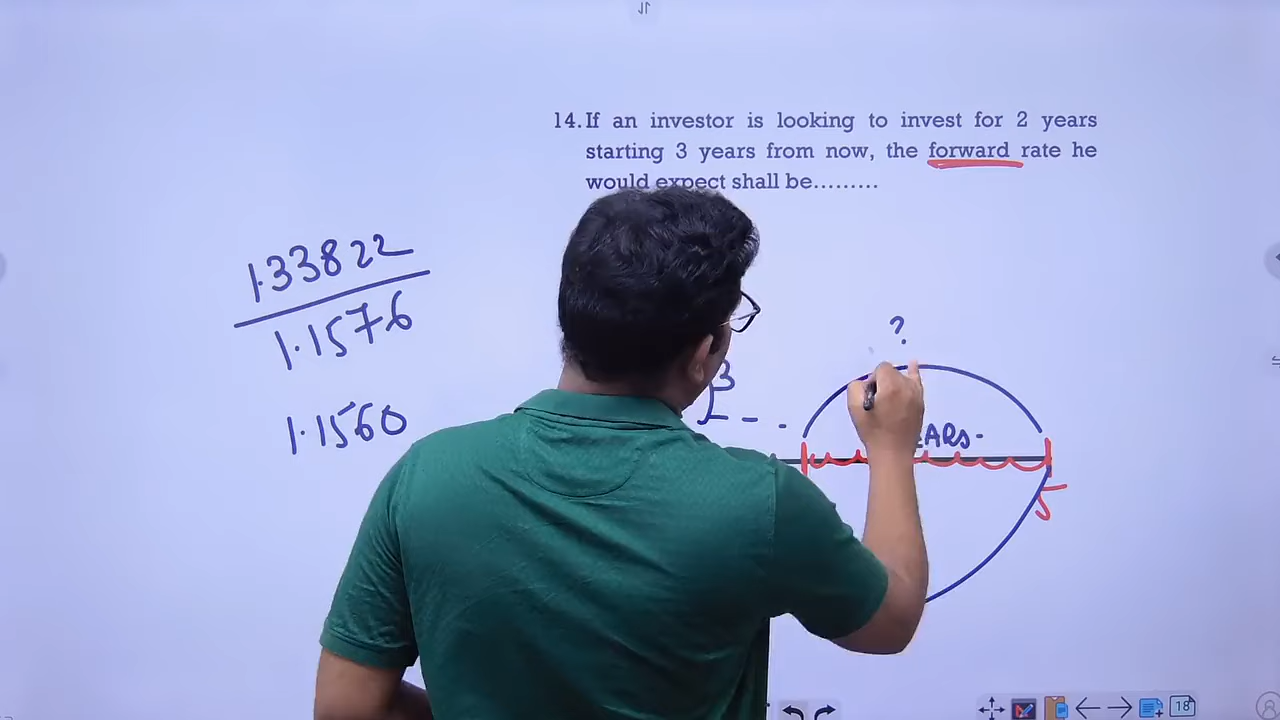 14. If an investor is looking to invest for 2 years
starting 3 years from now, the forward rate he
would expect shall be.........
1.33822
1.1576
1.1560
?
3
5
18